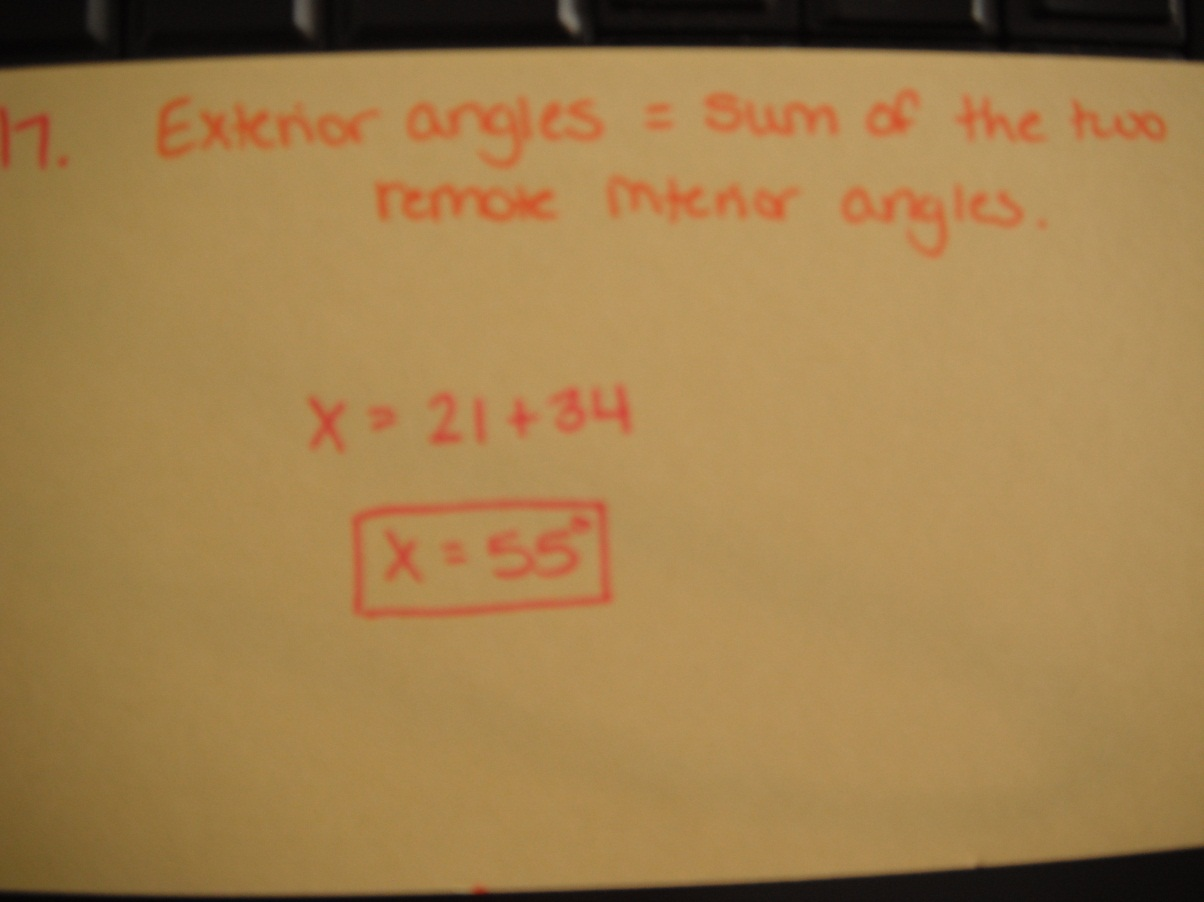 17. Exterior angles = sum of the two
remote interior angles.
x = 21 + 34
x = 55°